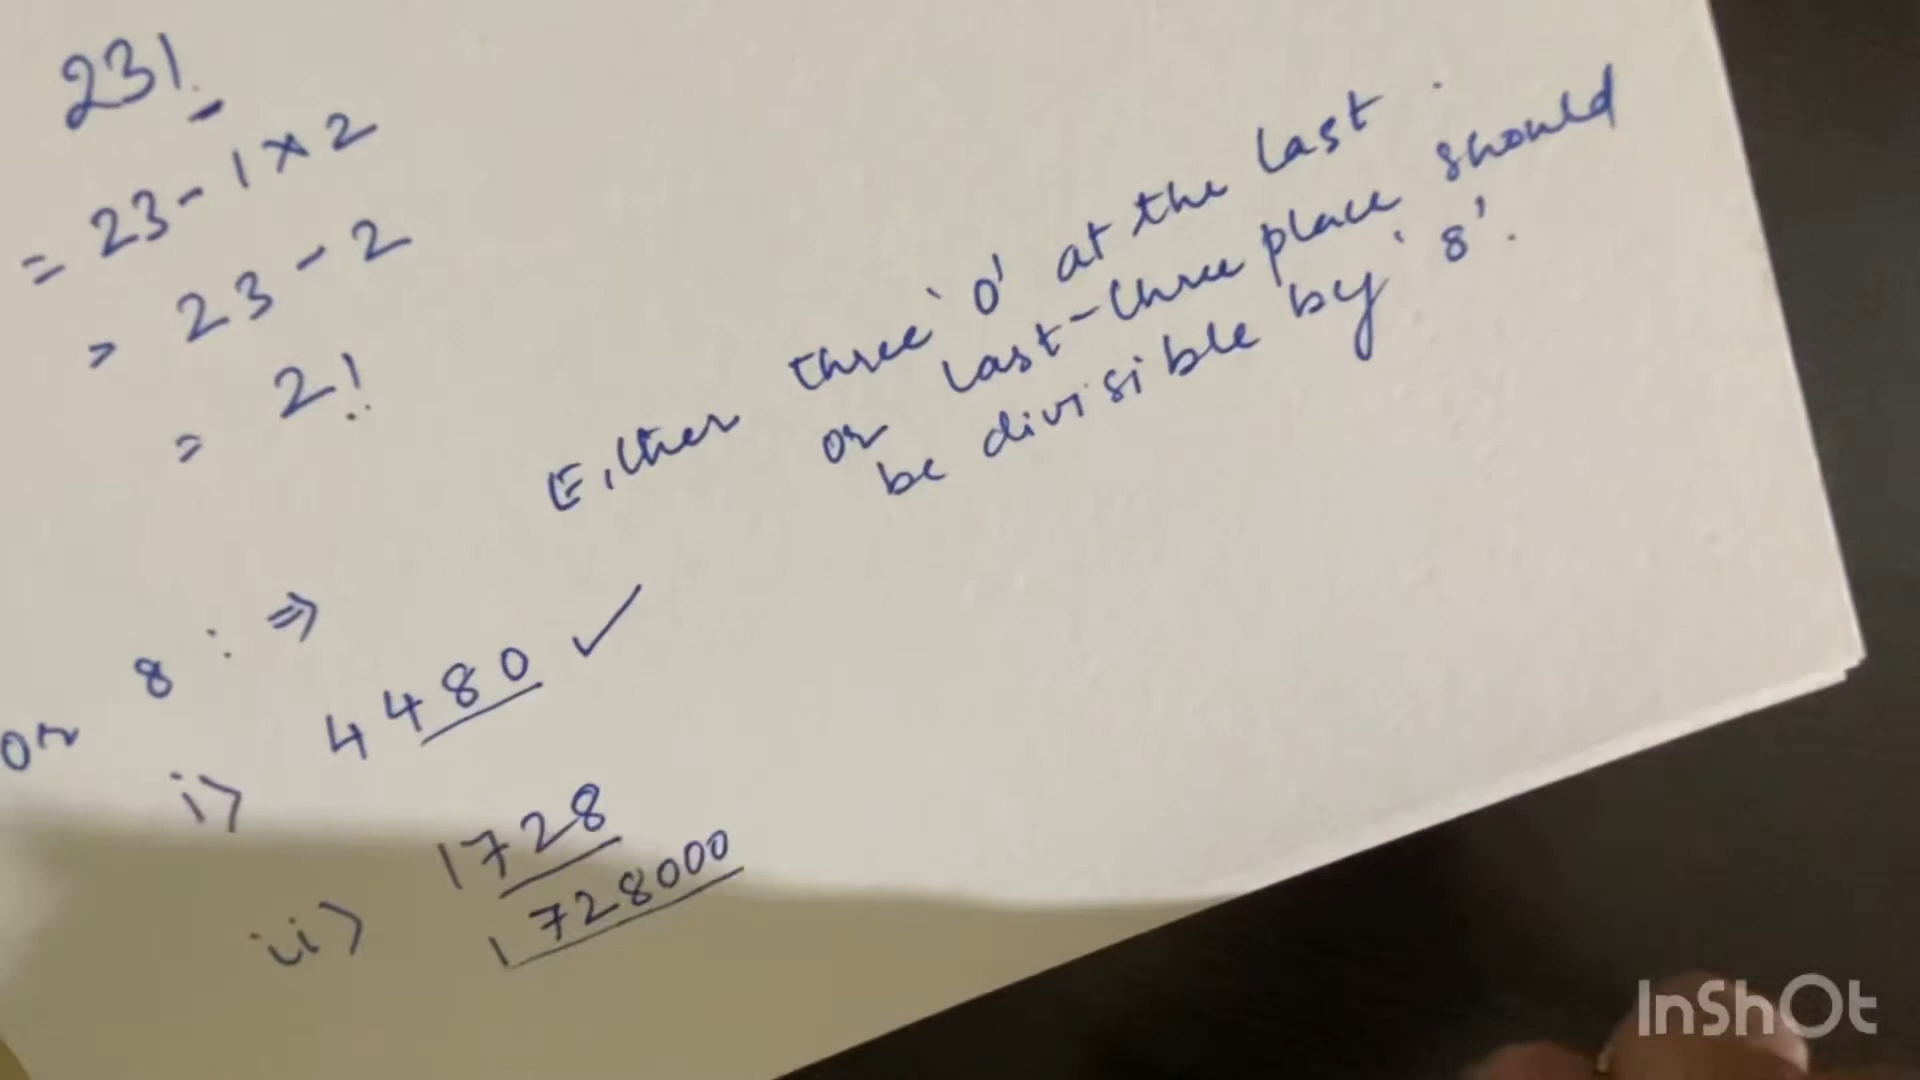 231
= 23 - 1 × 2
> 23 - 2
= 21
Either three '0' at the last.
or last-three place should
be divisible by '8'.
or 8 : ⇒
i> 4480 ✓
ii> 1728
1728000
InShOt